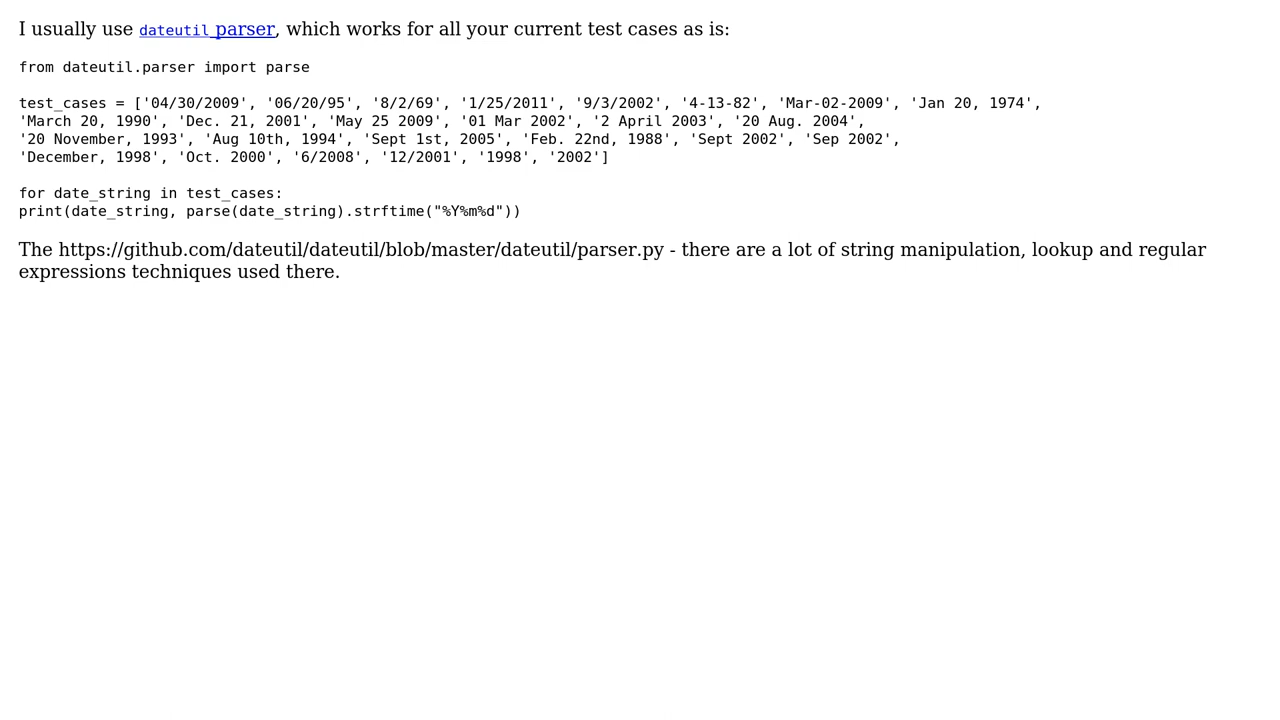 I usually use dateutil parser, which works for all your current test cases as is:
from dateutil.parser import parse
test_cases = ['04/30/2009', '06/20/95', '8/2/69', '1/25/2011', '9/3/2002', '4-13-82', 'Mar-02-2009', 'Jan 20, 1974',
'March 20, 1990', 'Dec. 21, 2001', 'May 25 2009', '01 Mar 2002', '2 April 2003', '20 Aug. 2004',
'20 November, 1993', 'Aug 10th, 1994', 'Sept 1st, 2005', 'Feb. 22nd, 1988', 'Sept 2002', 'Sep 2002',
'December, 1998', 'Oct. 2000', '6/2008', '12/2001', '1998', '2002']
for date_string in test_cases:
print(date_string, parse(date_string).strftime("%Y%m%d"))
The https://github.com/dateutil/dateutil/blob/master/dateutil/parser.py - there are a lot of string manipulation, lookup and regular
expressions techniques used there.